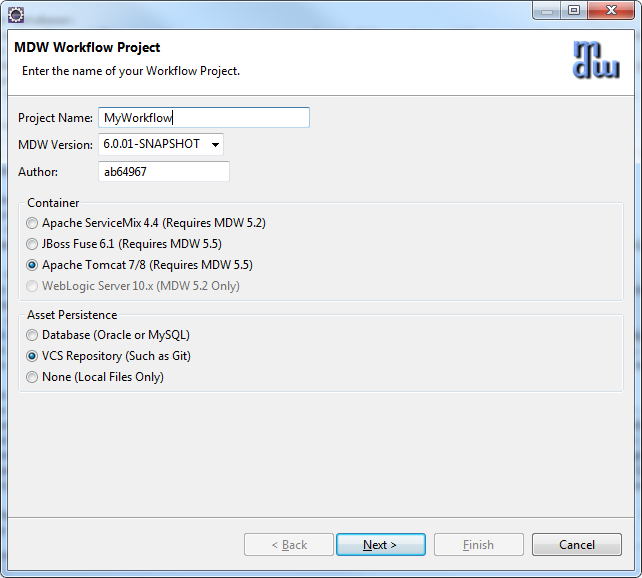 MDW Workflow Project
Enter the name of your Workflow Project.
mdw
Project Name: MyWorkflow
MDW Version: 6.0.01-SNAPSHOT
Author: ab64967
Container
Apache ServiceMix 4.4 (Requires MDW 5.2)
JBoss Fuse 6.1 (Requires MDW 5.5)
Apache Tomcat 7/8 (Requires MDW 5.5)
WebLogic Server 10.x (MDW 5.2 Only)
Asset Persistence
Database (Oracle or MySQL)
VCS Repository (Such as Git)
None (Local Files Only)
< Back Next > Finish Cancel